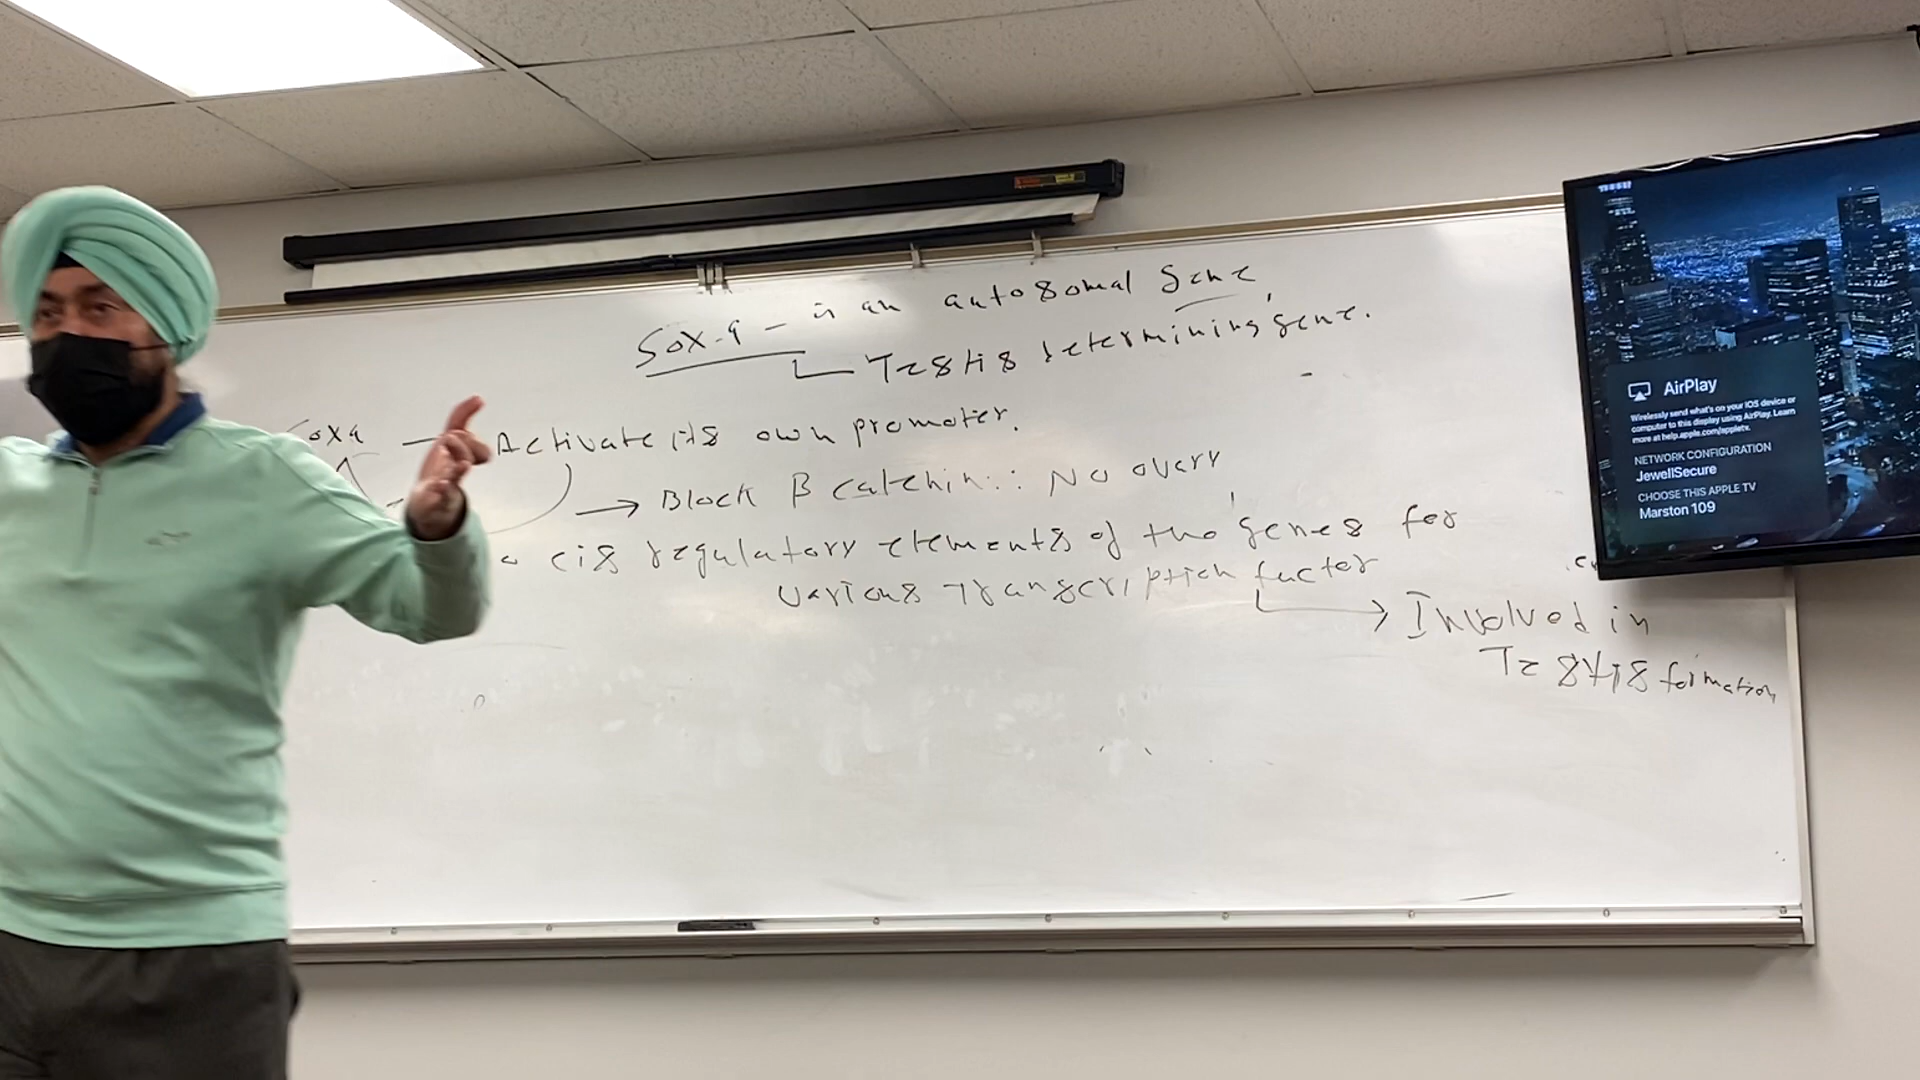 Sox-9 – is an autosomal Gene,
Testis determining gene.
Sox9 → Activate its own promoter.
→ Block β catehin ∴ No overy
cis regulatory elements of the genes for
various transcription factor
→ Involved in
Testis formation
AirPlay
Wirelessly send what's on your iOS device or
computer to this display using AirPlay. Learn
more at help.apple.com/appletv.
NETWORK CONFIGURATION
JewellSecure
CHOOSE THIS APPLE TV
Marston 109